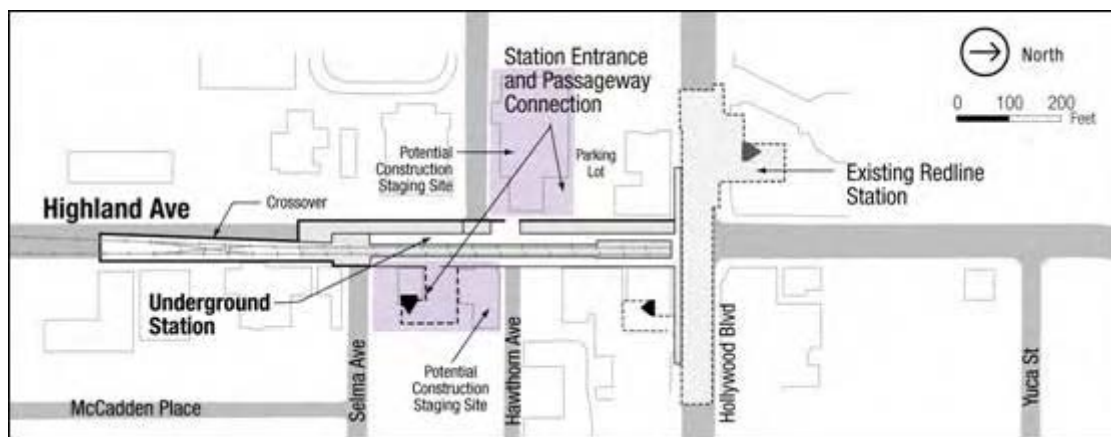 Station Entrance
and Passageway
Connection
North
0 100 200
Feet
Potential
Construction
Staging Site
Parking
Lot
Existing Redline
Station
Highland Ave
Crossover
Underground
Station
Potential
Construction
Staging Site
McCadden Place
Selma Ave
Hawthorn Ave
Hollywood Blvd
Yuca St